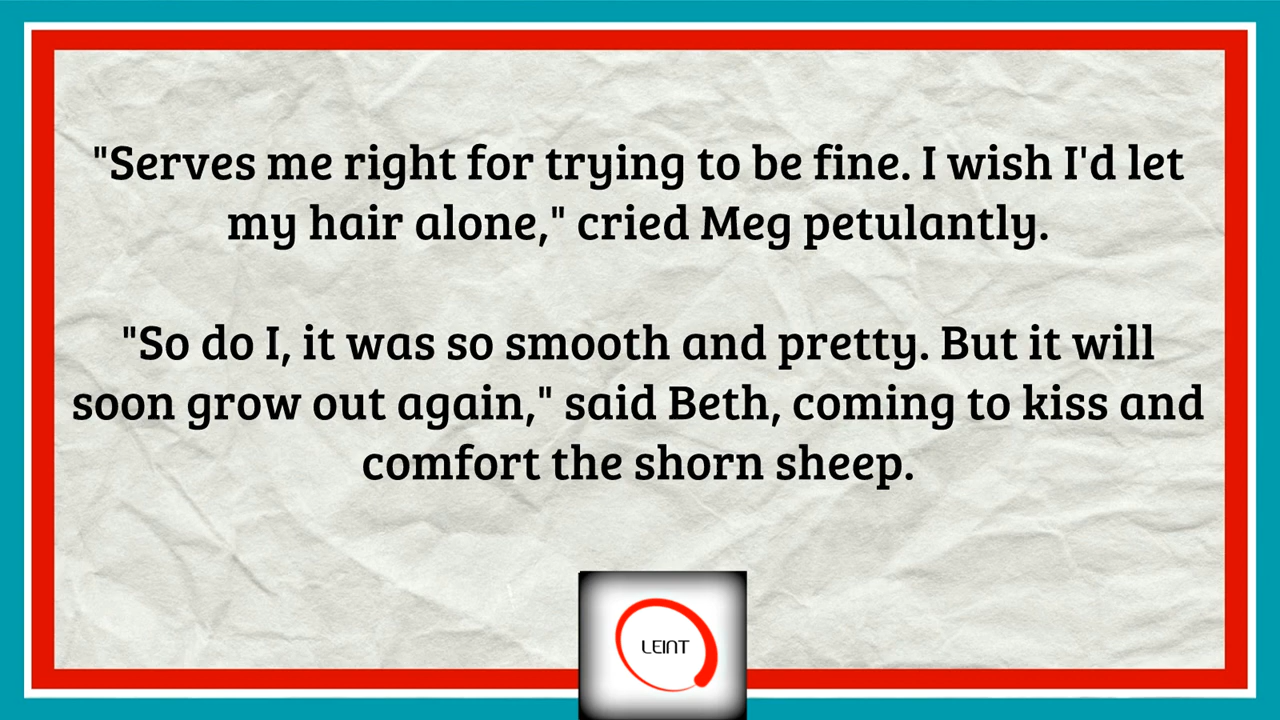 "Serves me right for trying to be fine. I wish I'd let
my hair alone," cried Meg petulantly.
"So do I, it was so smooth and pretty. But it will
soon grow out again," said Beth, coming to kiss and
comfort the shorn sheep.
LEINT